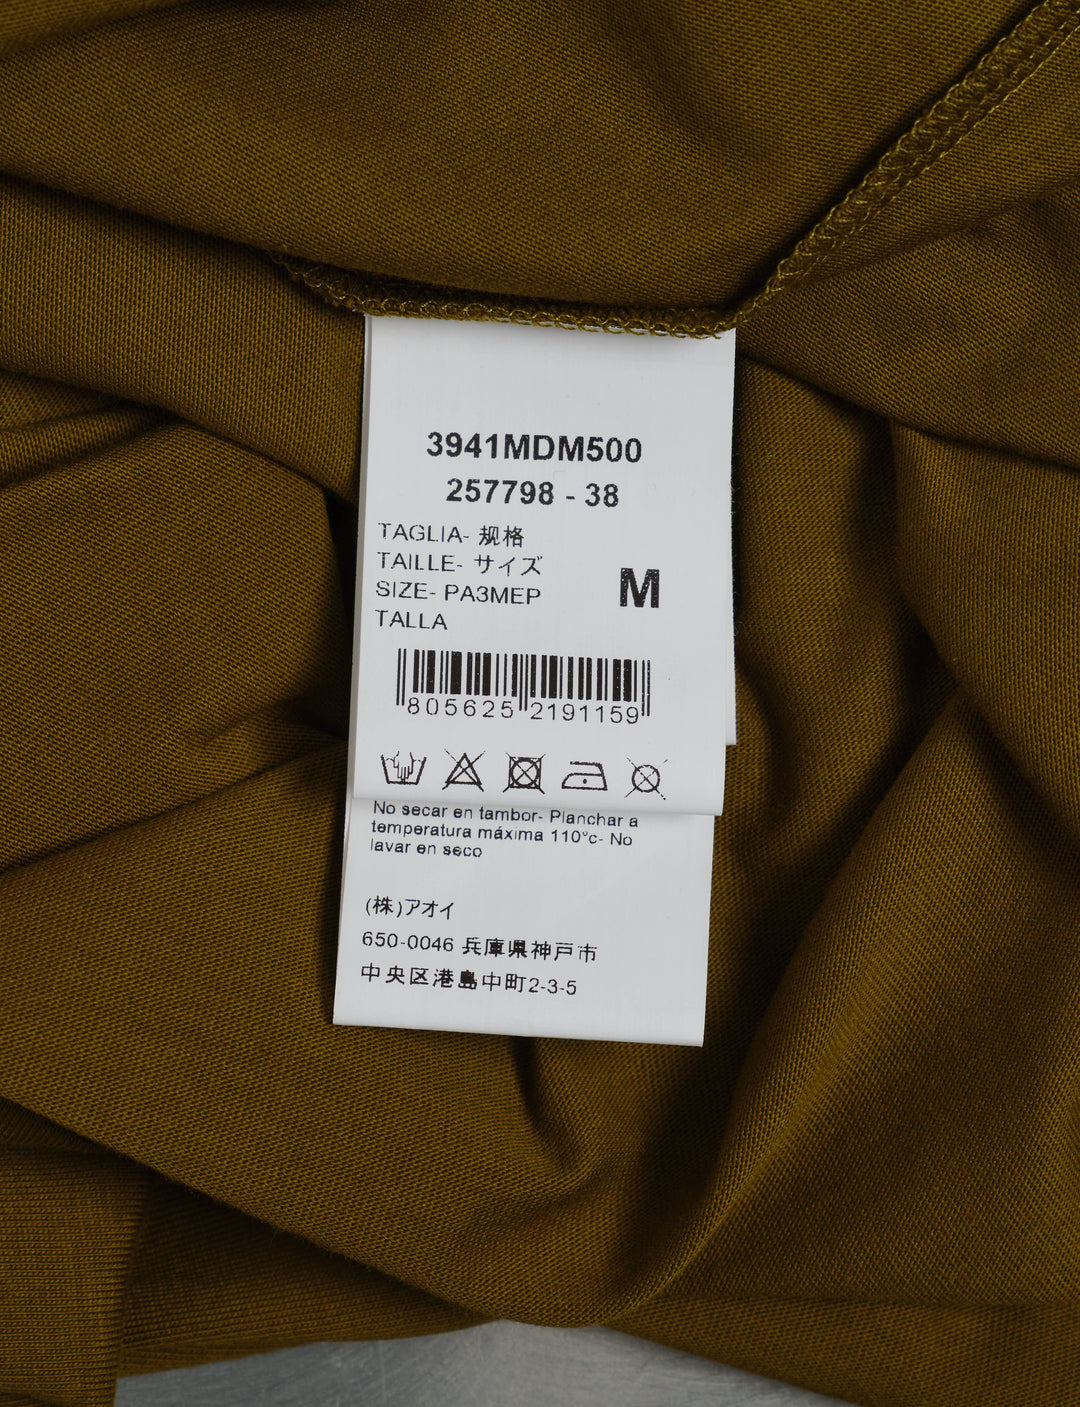 3941MDM500
257798 - 38
TAGLIA- 规格
TAILLE- サイズ
SIZE- PA3MEP
TALLA
M
805625 2191159
No secar en tambor- Planchar a
temperatura máxima 110°c- No
lavar en seco
(株)アオイ
650-0046 兵庫県神戸市
中央区港島中町2-3-5